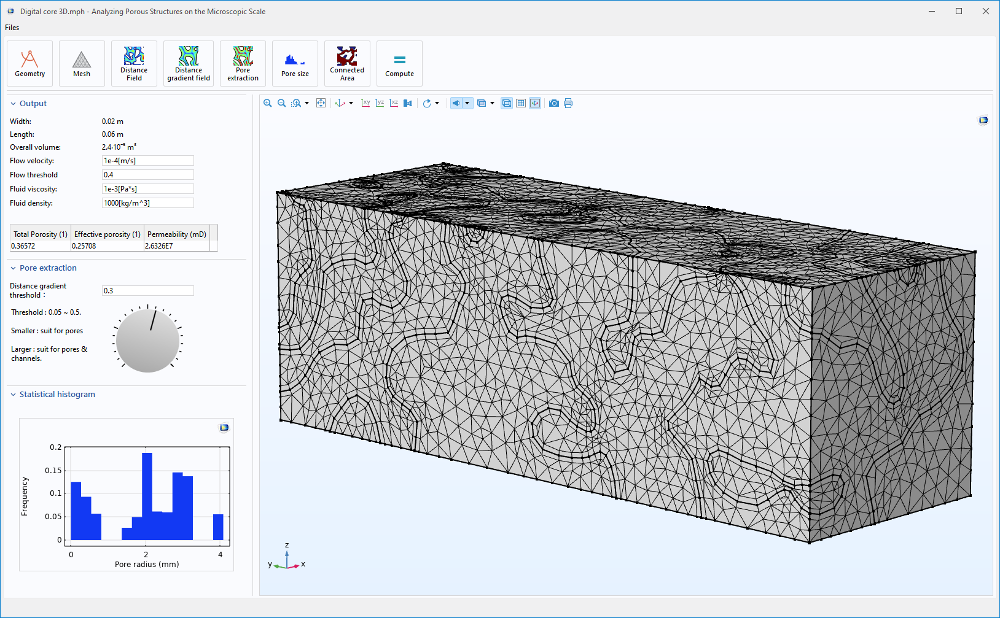 Digital core 3D.mph - Analyzing Porous Structures on the Microscopic Scale
Files
Geometry
Mesh
Distance
Field
Distance
gradient field
Pore
extraction
Pore size
Connected
Area
Compute
Output
Width: 0.02 m
Length: 0.06 m
Overall volume: 2.4·10⁻⁵ m³
Flow velocity: 1e-4[m/s]
Flow threshold 0.4
Fluid viscosity: 1e-3[Pa*s]
Fluid density: 1000[kg/m^3]
Total Porosity (1) Effective porosity (1) Permeability (mD)
0.36572 0.25708 2.6326E7
Pore extraction
Distance gradient
threshold : 0.3
Threshold : 0.05 ~ 0.5.
Smaller : suit for pores
Larger : suit for pores &
channels.
Statistical histogram
0.2
0.15
0.1
0.05
0
Frequency
0 2 4
Pore radius (mm)
xy yz xz
z
y x